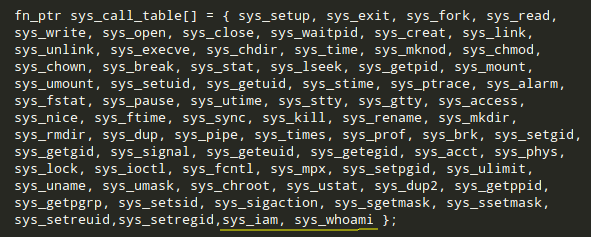 fn_ptr sys_call_table[] = { sys_setup, sys_exit, sys_fork, sys_read,
sys_write, sys_open, sys_close, sys_waitpid, sys_creat, sys_link,
sys_unlink, sys_execve, sys_chdir, sys_time, sys_mknod, sys_chmod,
sys_chown, sys_break, sys_stat, sys_lseek, sys_getpid, sys_mount,
sys_umount, sys_setuid, sys_getuid, sys_stime, sys_ptrace, sys_alarm,
sys_fstat, sys_pause, sys_utime, sys_stty, sys_gtty, sys_access,
sys_nice, sys_ftime, sys_sync, sys_kill, sys_rename, sys_mkdir,
sys_rmdir, sys_dup, sys_pipe, sys_times, sys_prof, sys_brk, sys_setgid,
sys_getgid, sys_signal, sys_geteuid, sys_getegid, sys_acct, sys_phys,
sys_lock, sys_ioctl, sys_fcntl, sys_mpx, sys_setpgid, sys_ulimit,
sys_uname, sys_umask, sys_chroot, sys_ustat, sys_dup2, sys_getppid,
sys_getpgrp, sys_setsid, sys_sigaction, sys_sgetmask, sys_ssetmask,
sys_setreuid,sys_setregid,sys_iam, sys_whoami };